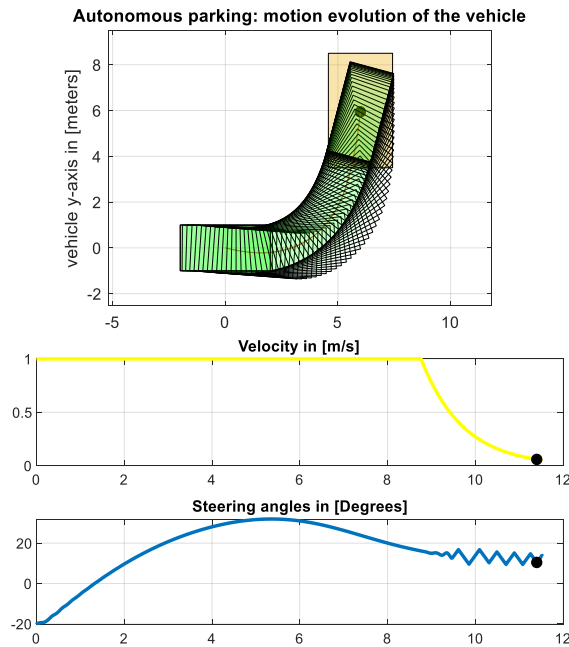 Autonomous parking: motion evolution of the vehicle
vehicle y-axis in [meters]
8
6
4
2
0
-2
-5 0 5 10
Velocity in [m/s]
1
0.5
0
0 2 4 6 8 10 12
Steering angles in [Degrees]
20
0
-20
0 2 4 6 8 10 12